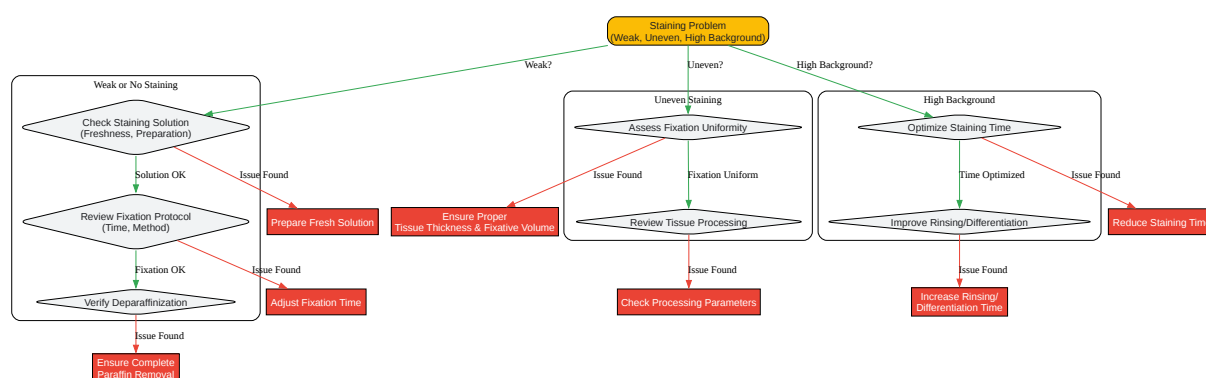 Staining Problem
(Weak, Uneven, High Background)
Weak?
Uneven?
High Background?
Weak or No Staining
Check Staining Solution
(Freshness, Preparation)
Solution OK
Issue Found
Review Fixation Protocol
(Time, Method)
Prepare Fresh Solution
Fixation OK
Issue Found
Verify Deparaffinization
Adjust Fixation Time
Issue Found
Ensure Complete
Paraffin Removal
Uneven Staining
Assess Fixation Uniformity
Issue Found
Fixation Uniform
Ensure Proper
Tissue Thickness & Fixative Volume
Review Tissue Processing
Issue Found
Check Processing Parameters
High Background
Optimize Staining Time
Time Optimized
Issue Found
Improve Rinsing/Differentiation
Reduce Staining Time
Issue Found
Increase Rinsing/
Differentiation Time